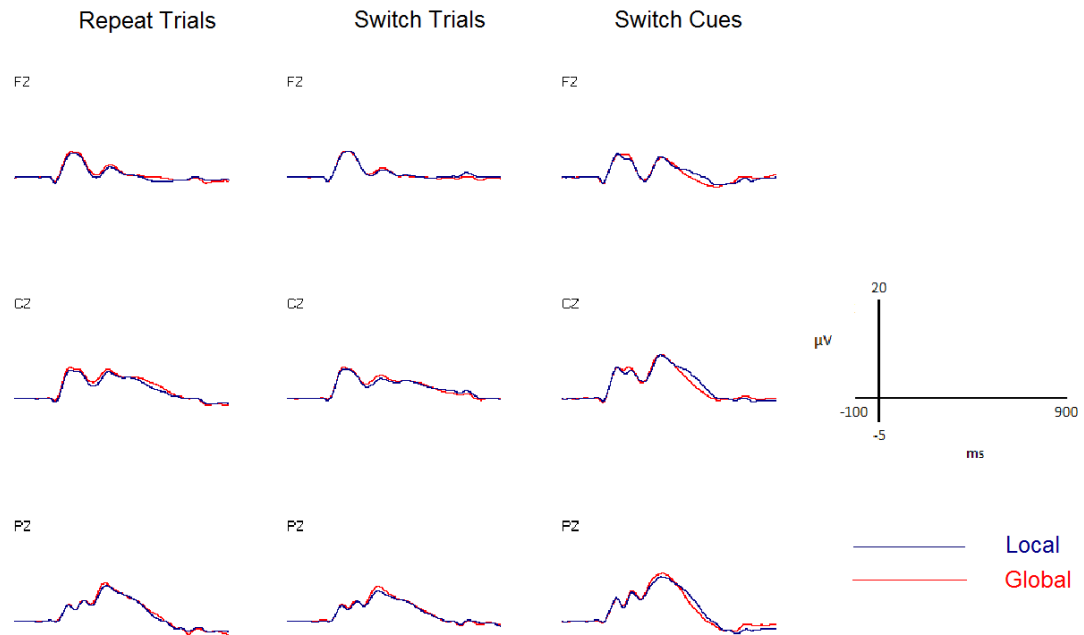 Repeat Trials Switch Trials Switch Cues
FZ FZ FZ
CZ CZ CZ
20
µV
-100 900
-5
ms
PZ PZ PZ
Local
Global